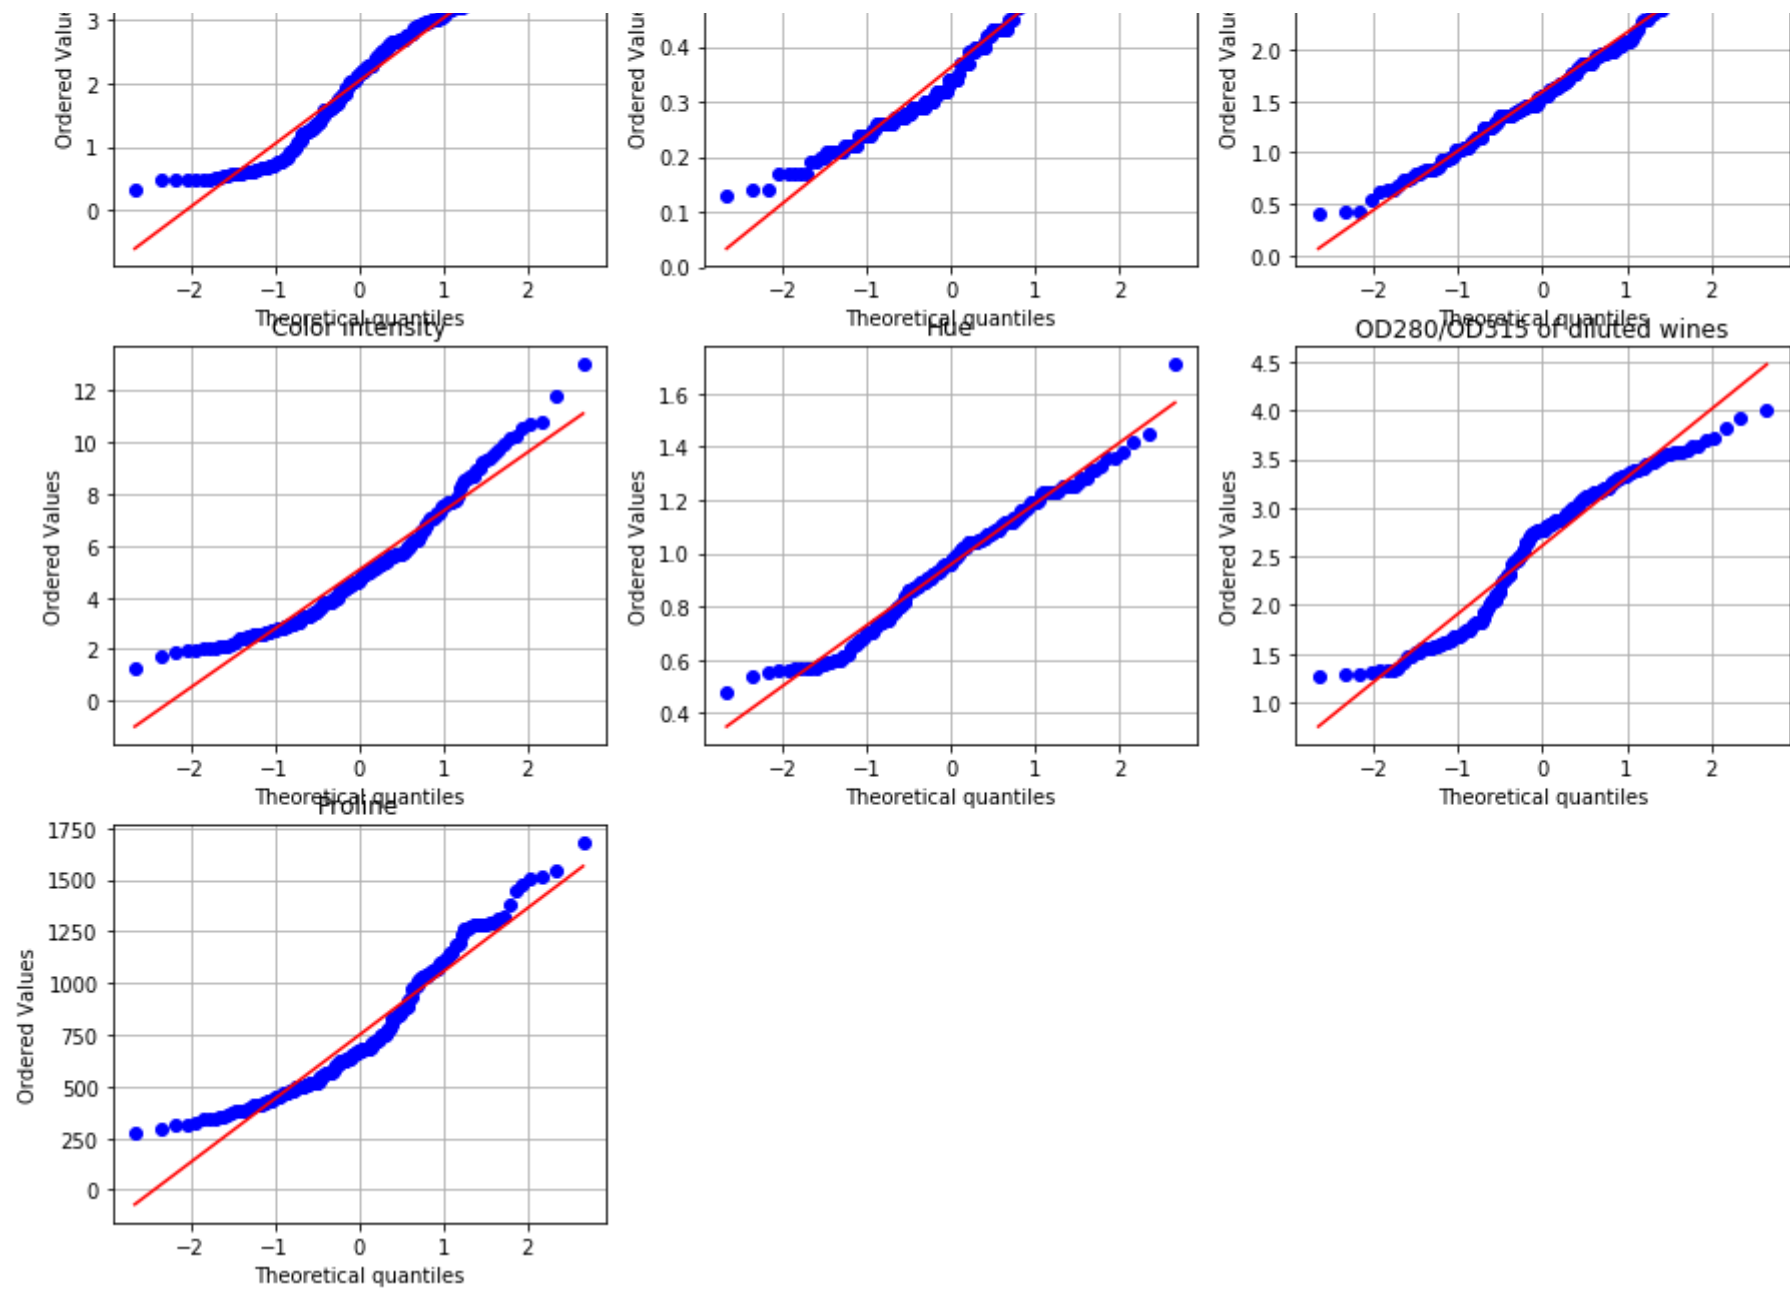 Ordered Valu
3
2
1
0
−2 −1 0 1 2
Theoretical quantiles
0.4
0.3
0.2
0.1
0.0
−2 −1 0 1 2
Theoretical quantiles
Ordered Valu
2.0
1.5
1.0
0.5
0.0
−2 −1 0 1 2
Theoretical quantiles
Color intensity
Ordered Values
12
10
8
6
4
2
0
−2 −1 0 1 2
Theoretical quantiles
Hue
Ordered Values
1.6
1.4
1.2
1.0
0.8
0.6
0.4
−2 −1 0 1 2
Theoretical quantiles
OD280/OD315 of diluted wines
Ordered Values
4.5
4.0
3.5
3.0
2.5
2.0
1.5
1.0
−2 −1 0 1 2
Theoretical quantiles
Proline
Ordered Values
1750
1500
1250
1000
750
500
250
0
−2 −1 0 1 2
Theoretical quantiles